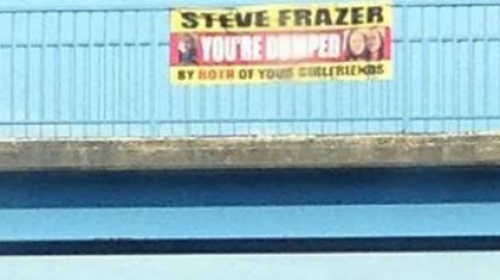 STEVE FRAZER
YOU'RE DUMPED
BY BOTH OF YOUR GIRLFRIENDS